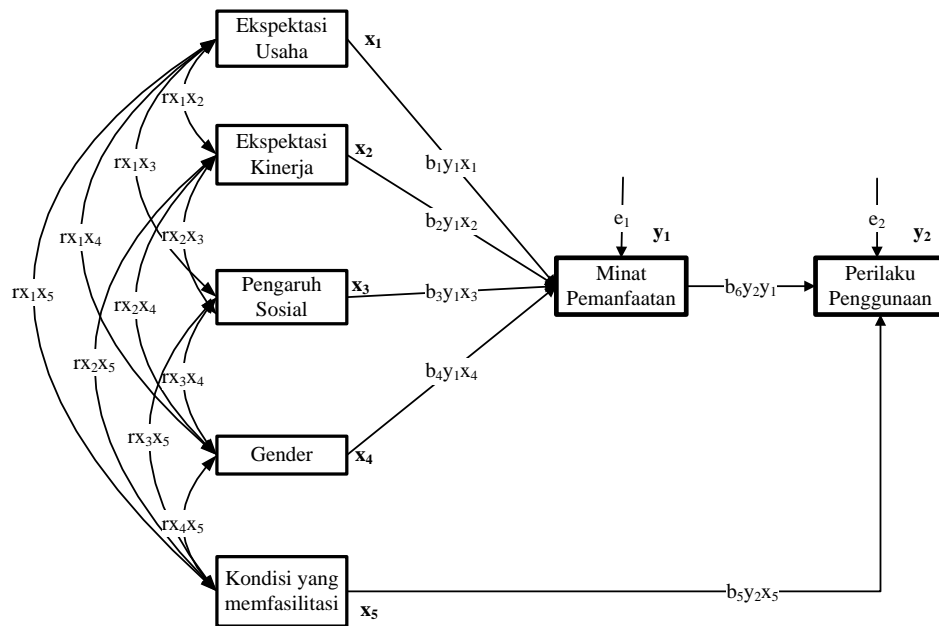 Ekspektasi
Usaha
x₁
rx₁x₂
Ekspektasi
Kinerja
x₂
b₁y₁x₁
rx₁x₃
b₂y₁x₂
e₁
e₂
rx₁x₄
rx₂x₃
y₁
y₂
Minat
Pemanfaatan
Perilaku
Penggunaan
Pengaruh
Sosial
x₃
b₃y₁x₃
b₆y₂y₁
rx₁x₅
rx₂x₄
rx₂x₅
rx₃x₄
b₄y₁x₄
rx₃x₅
Gender
x₄
rx₄x₅
Kondisi yang
memfasilitasi
x₅
b₅y₂x₅